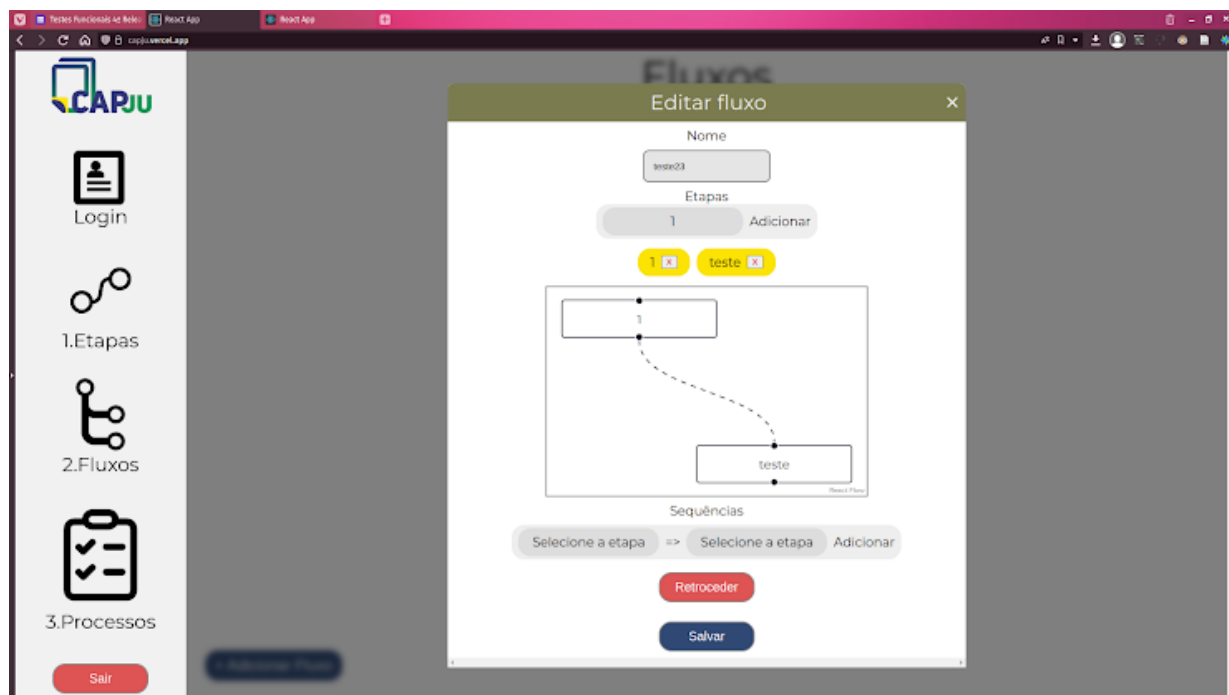 Testes Funcionais
React App
React App
capju.vercel.app
CAPJU
Login
1.Etapas
2.Fluxos
3.Processos
Sair
Fluxos
Editar fluxo
Nome
teste23
Etapas
1 Adicionar
1 x teste x
1
teste
React Flow
Sequências
Selecione a etapa => Selecione a etapa Adicionar
Retroceder
Salvar
+ Adicionar Fluxo